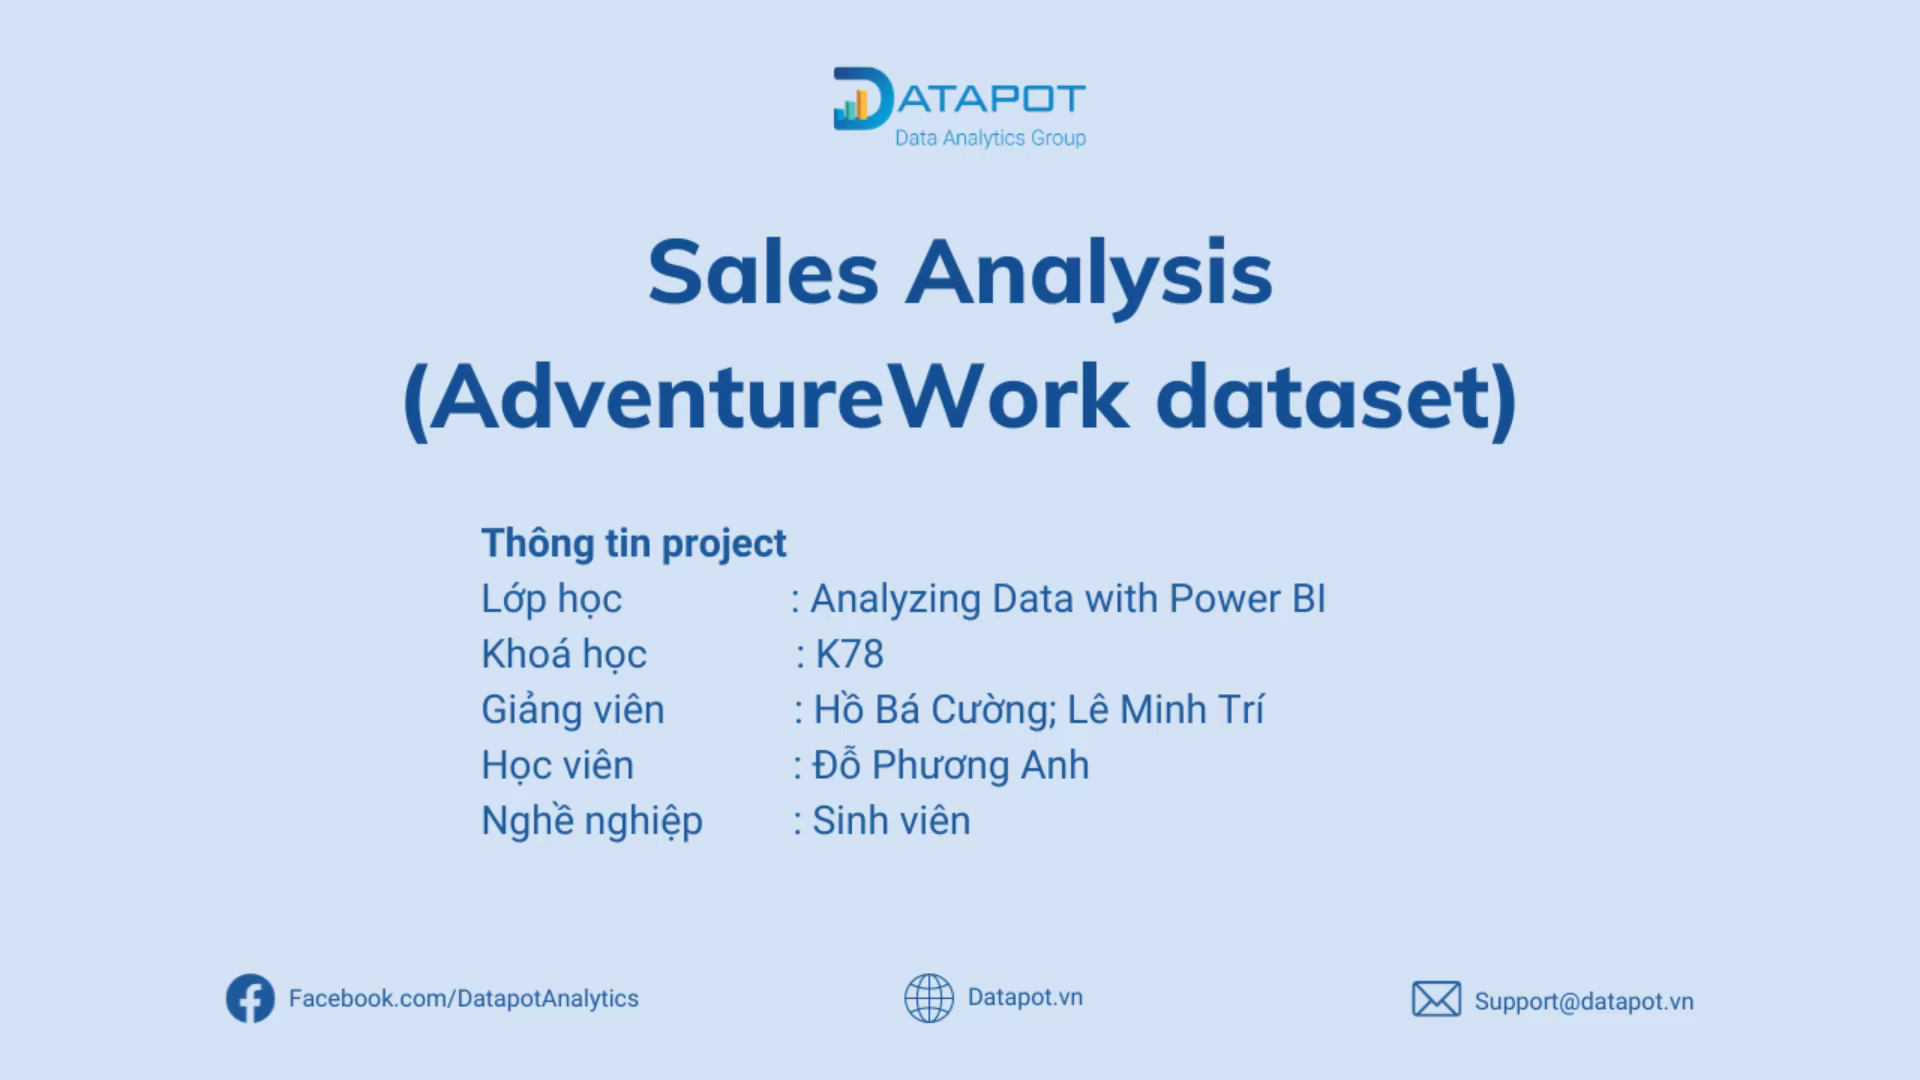 DATAPOT
Data Analytics Group
Sales Analysis
(AdventureWork dataset)
Thông tin project
Lớp học : Analyzing Data with Power BI
Khoá học : K78
Giảng viên : Hồ Bá Cường; Lê Minh Trí
Học viên : Đỗ Phương Anh
Nghề nghiệp : Sinh viên
Facebook.com/DatapotAnalytics
Datapot.vn
Support@datapot.vn